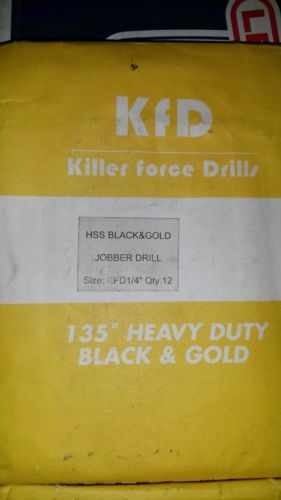 KfD
Killer force Drills
HSS BLACK&GOLD
JOBBER DRILL
Size: KFD1/4" Qty:12
135° HEAVY DUTY
BLACK & GOLD